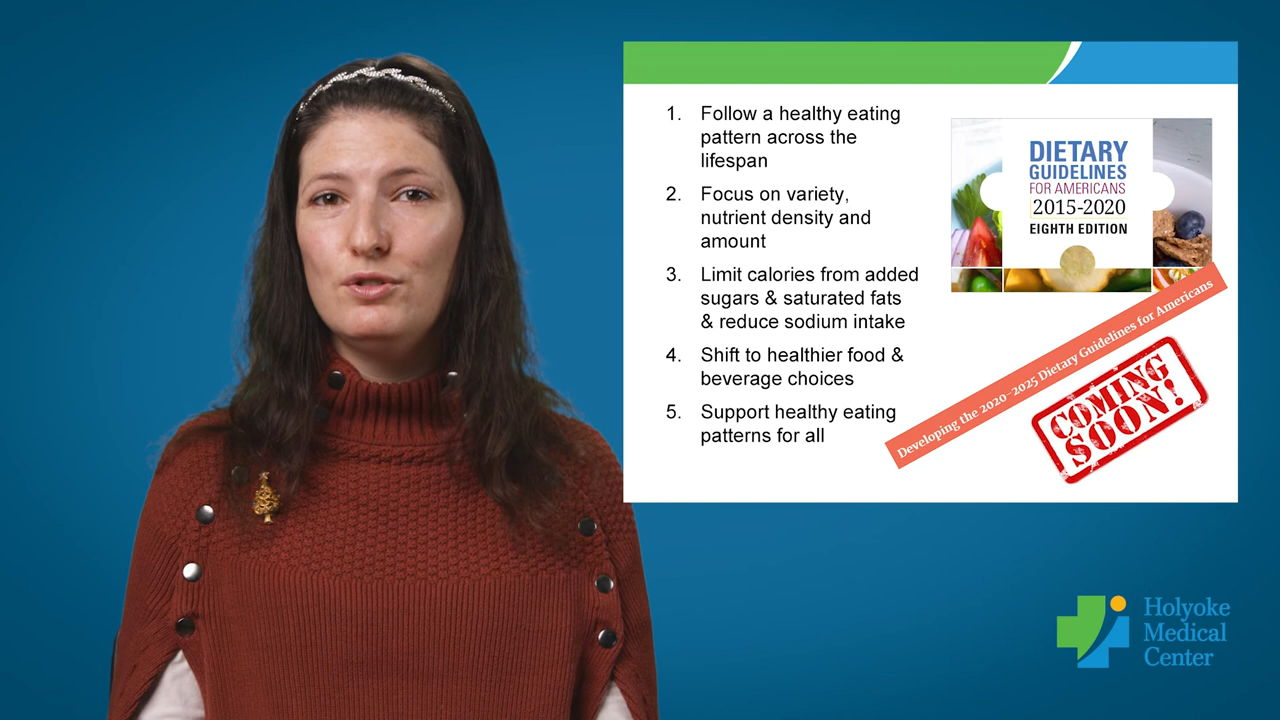 1. Follow a healthy eating
pattern across the
lifespan
2. Focus on variety,
nutrient density and
amount
3. Limit calories from added
sugars & saturated fats
& reduce sodium intake
4. Shift to healthier food &
beverage choices
5. Support healthy eating
patterns for all
DIETARY
GUIDELINES
FOR AMERICANS
2015-2020
EIGHTH EDITION
Developing the 2020–2025 Dietary Guidelines for Americans
COMING
SOON!
Holyoke
Medical
Center